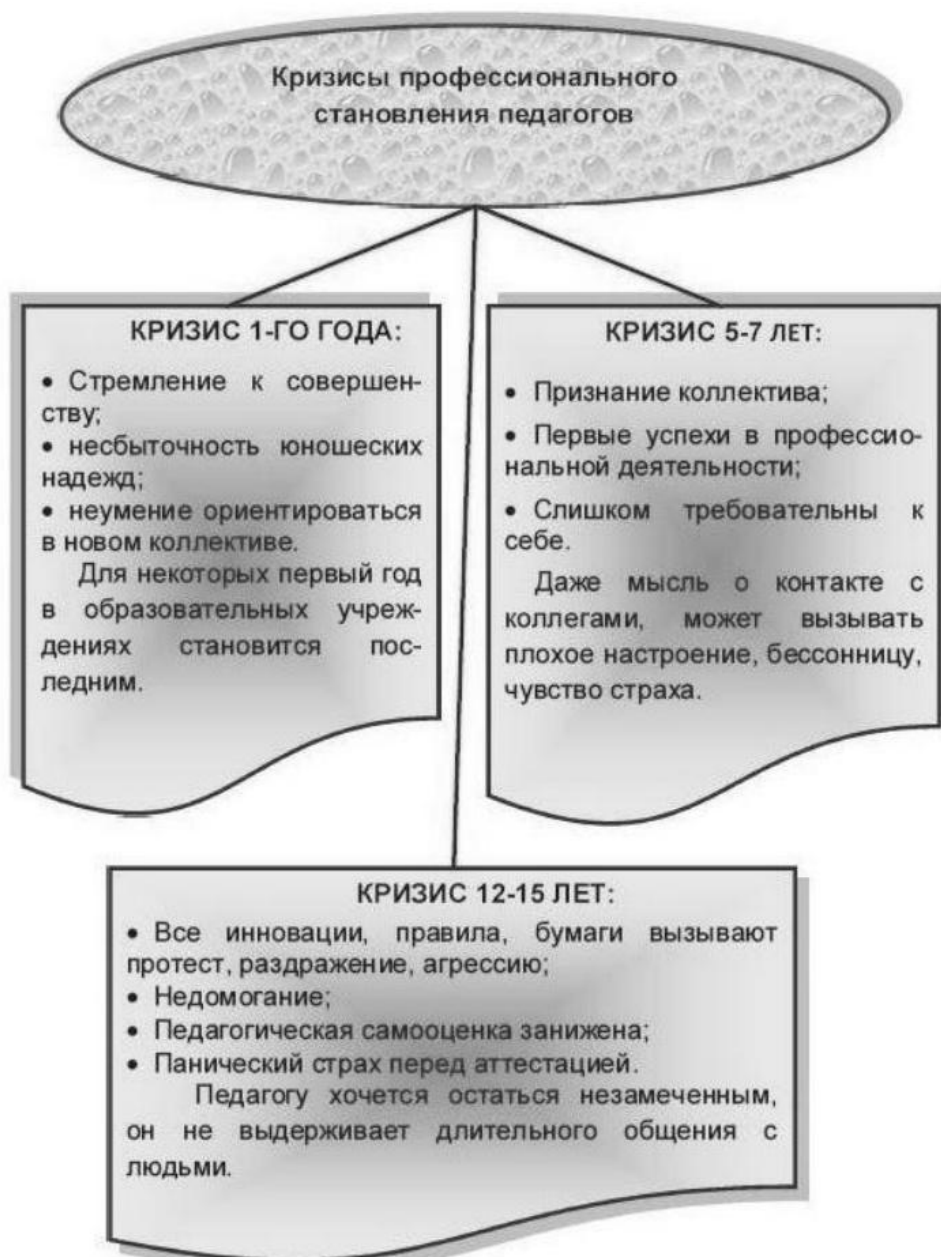 Кризисы профессионального
становления педагогов
КРИЗИС 1-ГО ГОДА:
• Стремление к совершен-
ству;
• несбыточность юношеских
надежд;
• неумение ориентироваться
в новом коллективе.
Для некоторых первый год
в образовательных учреж-
дениях становится пос-
ледним.
КРИЗИС 5-7 ЛЕТ:
• Признание коллектива;
• Первые успехи в профессио-
нальной деятельности;
• Слишком требовательны к
себе.
Даже мысль о контакте с
коллегами, может вызывать
плохое настроение, бессонницу,
чувство страха.
КРИЗИС 12-15 ЛЕТ:
• Все инновации, правила, бумаги вызывают
протест, раздражение, агрессию;
• Недомогание;
• Педагогическая самооценка занижена;
• Панический страх перед аттестацией.
Педагогу хочется остаться незамеченным,
он не выдерживает длительного общения с
людьми.